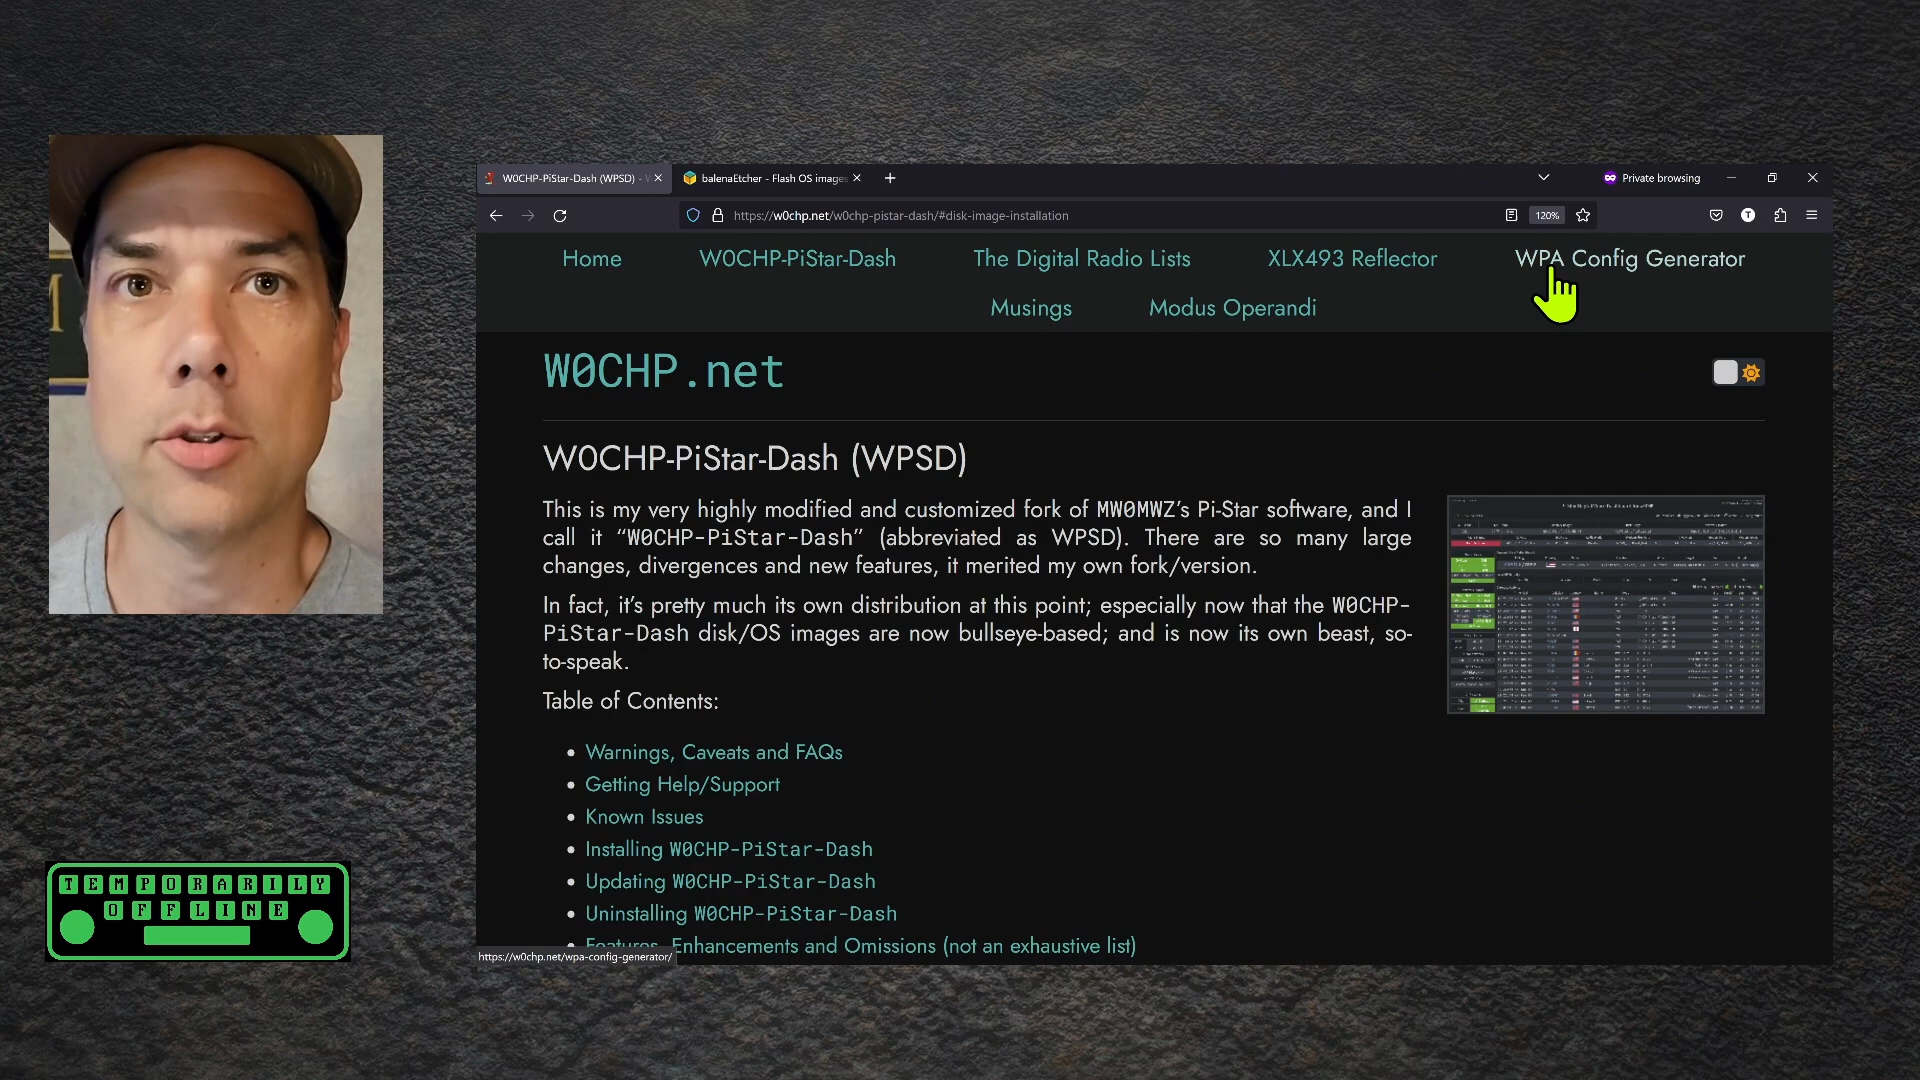 W0CHP-PiStar-Dash (WPSD) -
balenaEtcher - Flash OS images
Private browsing
https://w0chp.net/w0chp-pistar-dash/#disk-image-installation
120%
T
Home
W0CHP-PiStar-Dash
The Digital Radio Lists
XLX493 Reflector
WPA Config Generator
Musings
Modus Operandi
W0CHP.net
W0CHP-PiStar-Dash (WPSD)
This is my very highly modified and customized fork of MW0MWZ’s Pi-Star software, and I
call it “W0CHP-PiStar-Dash” (abbreviated as WPSD). There are so many large
changes, divergences and new features, it merited my own fork/version.
In fact, it’s pretty much its own distribution at this point; especially now that the W0CHP-
PiStar-Dash disk/OS images are now bullseye-based; and is now its own beast, so-
to-speak.
Table of Contents:
• Warnings, Caveats and FAQs
• Getting Help/Support
• Known Issues
• Installing W0CHP-PiStar-Dash
• Updating W0CHP-PiStar-Dash
• Uninstalling W0CHP-PiStar-Dash
• Features, Enhancements and Omissions (not an exhaustive list)
https://w0chp.net/wpa-config-generator/
TEMPORARILY
OFFLINE